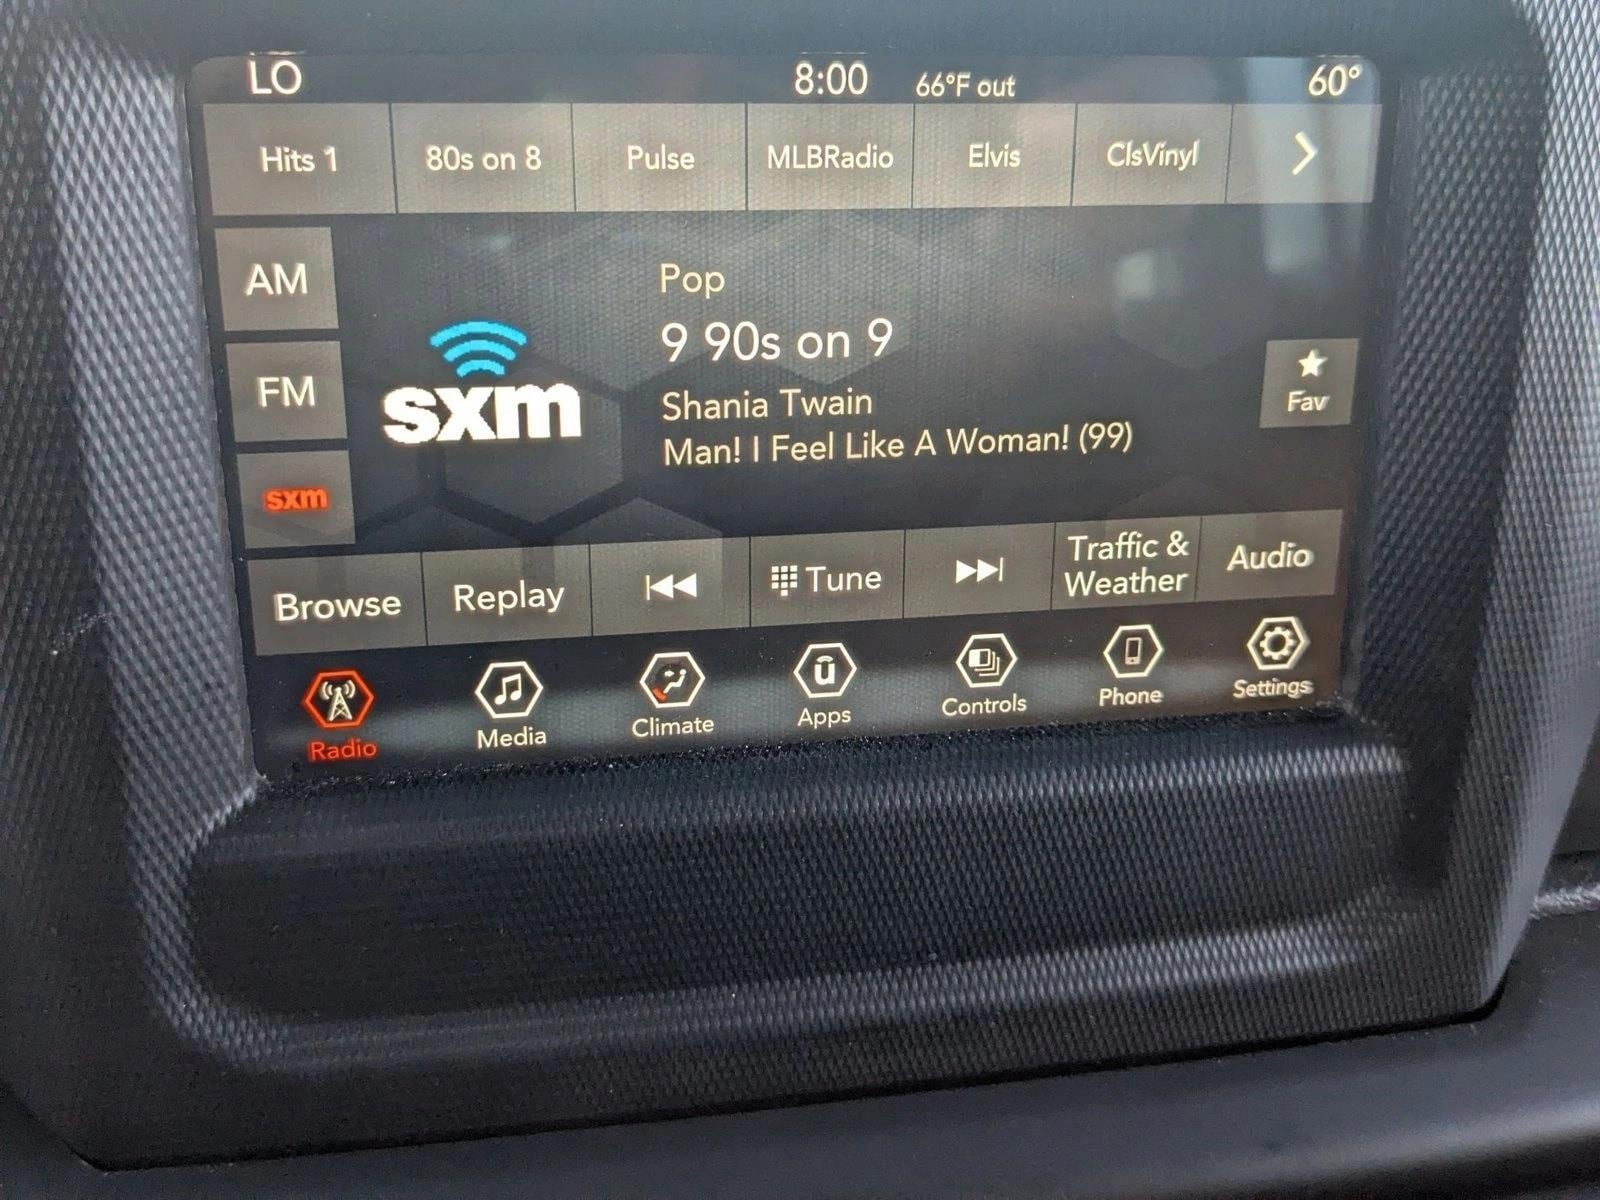 LO 8:00 66°F out 60°
Hits 1 80s on 8 Pulse MLBRadio Elvis ClsVinyl
AM
FM
sxm
sxm
Pop
9 90s on 9
Shania Twain
Man! I Feel Like A Woman! (99)
Fav
Browse Replay Tune Traffic &
Weather Audio
Radio Media Climate Apps Controls Phone Settings